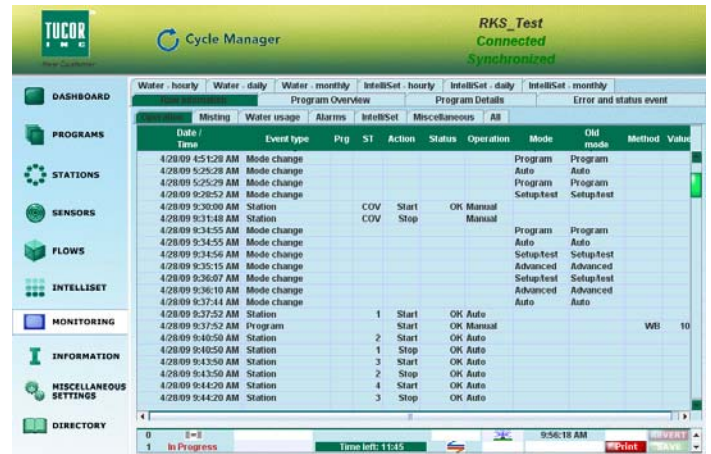 TUCOR
INC
Cycle Manager
RKS_Test
Connected
Synchronized
Water - hourly Water - daily Water - monthly IntelliSet - hourly IntelliSet - daily IntelliSet - monthly
Program Overview Program Details Error and status event
Operation Misting Water usage Alarms IntelliSet Miscellaneous All
Date / Time Event type Prg ST Action Status Operation Mode Old mode Method Value
4/28/09 4:51:28 AM Mode change Program Program
4/28/09 5:25:28 AM Mode change Auto Auto
4/28/09 5:25:29 AM Mode change Program Program
4/28/09 9:20:52 AM Mode change Setup/test Setup/test
4/28/09 9:30:00 AM Station COV Start OK Manual
4/28/09 9:31:48 AM Station COV Stop Manual
4/28/09 9:34:55 AM Mode change Program Program
4/28/09 9:34:55 AM Mode change Auto Auto
4/28/09 9:34:56 AM Mode change Setup/test Setup/test
4/28/09 9:35:15 AM Mode change Advanced Advanced
4/28/09 9:36:07 AM Mode change Setup/test Setup/test
4/28/09 9:36:10 AM Mode change Advanced Advanced
4/28/09 9:37:44 AM Mode change Auto Auto
4/28/09 9:37:52 AM Station 1 Start OK Auto
4/28/09 9:37:52 AM Program Start OK Manual WB 10
4/28/09 9:40:50 AM Station 2 Start OK Auto
4/28/09 9:40:50 AM Station 1 Stop OK Auto
4/28/09 9:43:50 AM Station 3 Start OK Auto
4/28/09 9:43:50 AM Station 2 Stop OK Auto
4/28/09 9:44:20 AM Station 4 Start OK Auto
4/28/09 9:44:20 AM Station 3 Stop OK Auto
DASHBOARD
PROGRAMS
STATIONS
SENSORS
FLOWS
INTELLISET
MONITORING
INFORMATION
MISCELLANEOUS
SETTINGS
DIRECTORY
0 9:56:18 AM REVERT
1 In Progress Time left: 11:45 Print SAVE